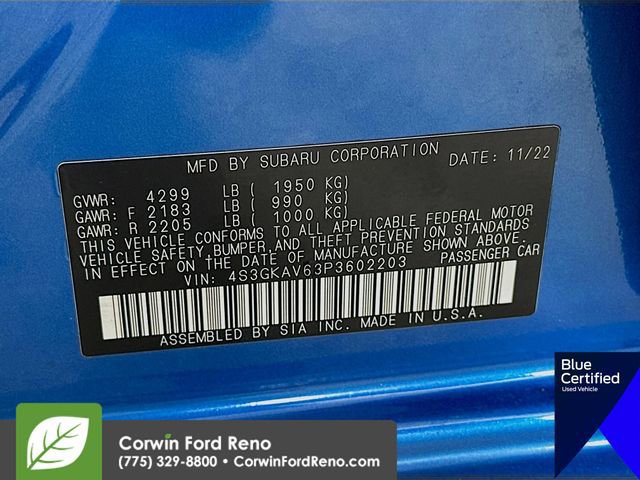 MFD BY SUBARU CORPORATION DATE: 11/22
GVWR: 4299 LB ( 1950 KG)
GAWR: F 2183 LB ( 990 KG)
GAWR: R 2205 LB ( 1000 KG)
THIS VEHICLE CONFORMS TO ALL APPLICABLE FEDERAL MOTOR
VEHICLE SAFETY, BUMPER, AND THEFT PREVENTION STANDARDS
IN EFFECT ON THE DATE OF MANUFACTURE SHOWN ABOVE.
VIN: 4S3GKAV63P3602203 PASSENGER CAR
ASSEMBLED BY SIA INC. MADE IN U.S.A.
Blue
Certified
Used Vehicle
Corwin Ford Reno
(775) 329-8800 • CorwinFordReno.com